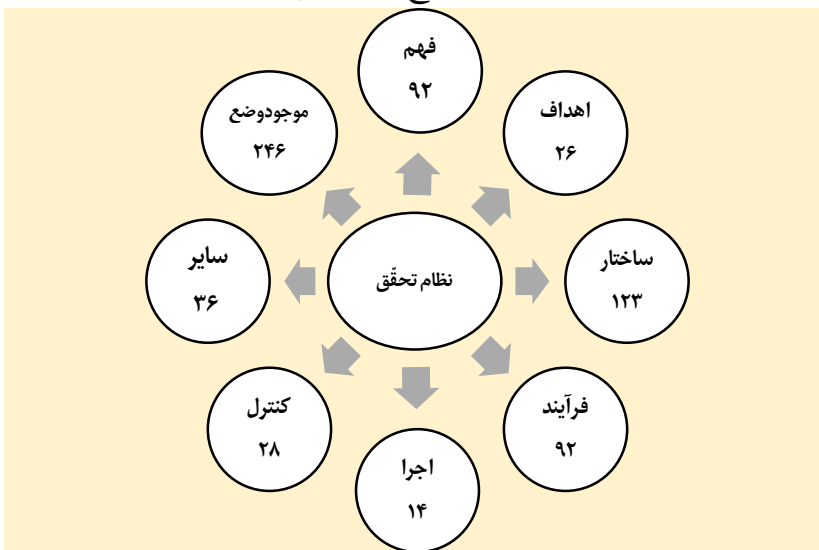 فهم
۹۲
اهداف
۲۶
ساختار
۱۲۳
فرآیند
۹۲
اجرا
۱۴
کنترل
۲۸
سایر
۳۶
موجودوضع
۲۴۶
نظام تحقّق